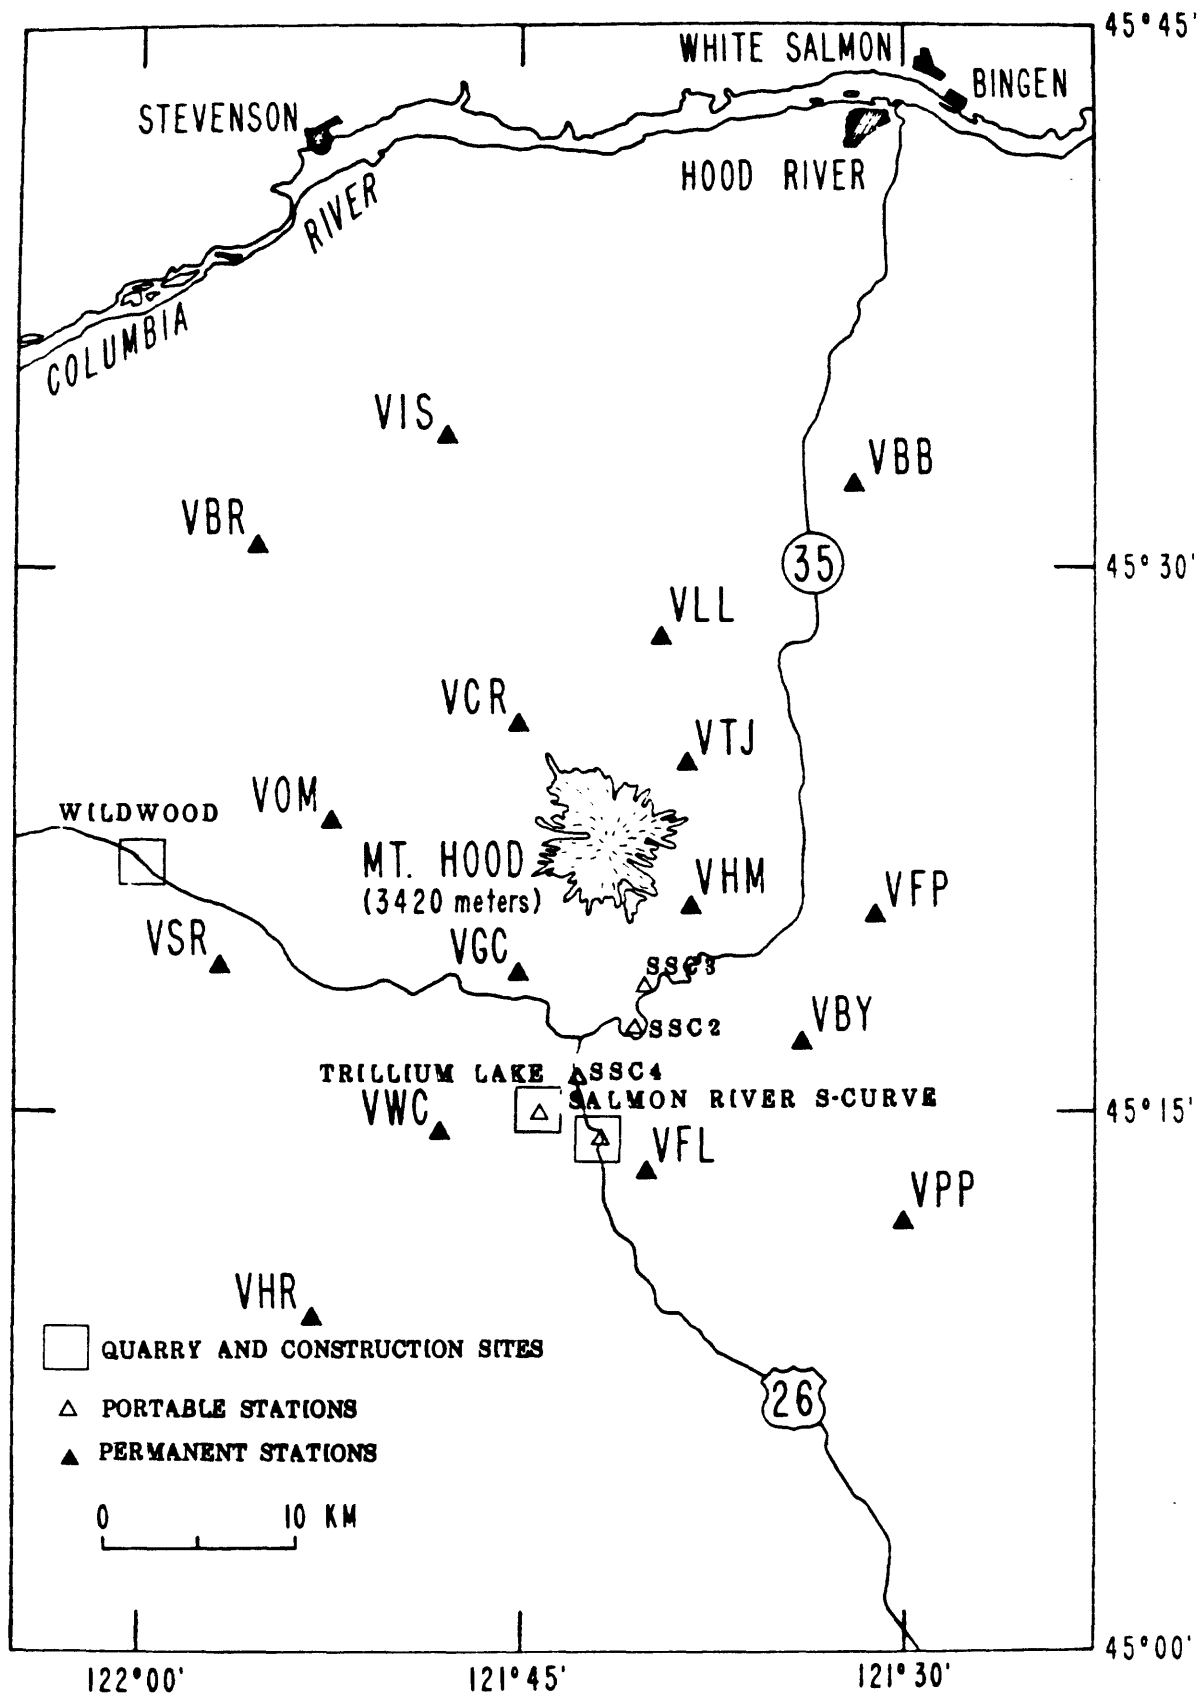 45°45'
WHITE SALMON
BINGEN
STEVENSON
HOOD RIVER
RIVER
COLUMBIA
VIS
VBB
VBR
35
45°30'
VLL
VCR
VTJ
VOM
WILDWOOD
MT. HOOD
(3420 meters)
VHM
VFP
VSR
VGC
SSC3
VBY
SSC2
TRILLIUM LAKE
SSC4
SALMON RIVER S-CURVE
VWC
45°15'
VFL
VPP
VHR
QUARRY AND CONSTRUCTION SITES
26
PORTABLE STATIONS
PERMANENT STATIONS
0 10 KM
45°00'
122°00' 121°45' 121°30'